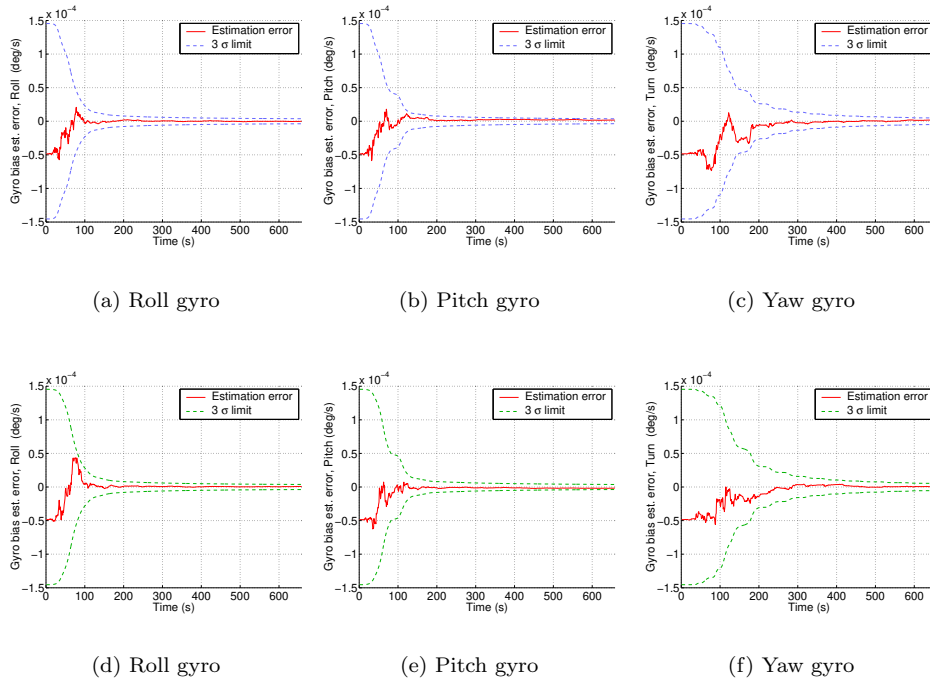 x 10⁻⁴
Estimation error
3 σ limit
Gyro bias est. error, Roll (deg/s)
1.5
1
0.5
0
−0.5
−1
−1.5
0 100 200 300 400 500 600
Time (s)
x 10⁻⁴
Estimation error
3 σ limit
Gyro bias est. error, Pitch (deg/s)
1.5
1
0.5
0
−0.5
−1
−1.5
0 100 200 300 400 500 600
Time (s)
x 10⁻⁴
Estimation error
3 σ limit
Gyro bias est. error, Turn (deg/s)
1.5
1
0.5
0
−0.5
−1
−1.5
0 100 200 300 400 500 600
Time (s)
(a) Roll gyro
(b) Pitch gyro
(c) Yaw gyro
x 10⁻⁴
Estimation error
3 σ limit
Gyro bias est. error, Roll (deg/s)
1.5
1
0.5
0
−0.5
−1
−1.5
0 100 200 300 400 500 600
Time (s)
x 10⁻⁴
Estimation error
3 σ limit
Gyro bias est. error, Pitch (deg/s)
1.5
1
0.5
0
−0.5
−1
−1.5
0 100 200 300 400 500 600
Time (s)
x 10⁻⁴
Estimation error
3 σ limit
Gyro bias est. error, Turn (deg/s)
1.5
1
0.5
0
−0.5
−1
−1.5
0 100 200 300 400 500 600
Time (s)
(d) Roll gyro
(e) Pitch gyro
(f) Yaw gyro